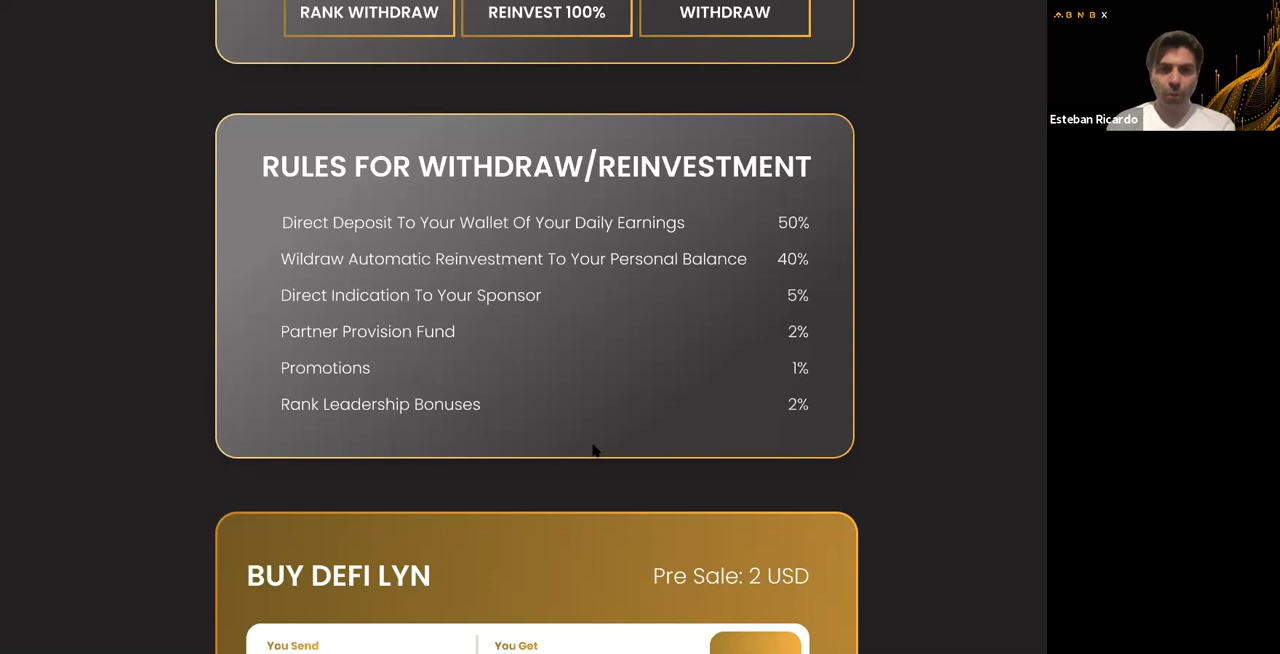 RANK WITHDRAW REINVEST 100% WITHDRAW
BNBX
Esteban Ricardo
RULES FOR WITHDRAW/REINVESTMENT
Direct Deposit To Your Wallet Of Your Daily Earnings 50%
Wildraw Automatic Reinvestment To Your Personal Balance 40%
Direct Indication To Your Sponsor 5%
Partner Provision Fund 2%
Promotions 1%
Rank Leadership Bonuses 2%
BUY DEFI LYN Pre Sale: 2 USD
You Send You Get